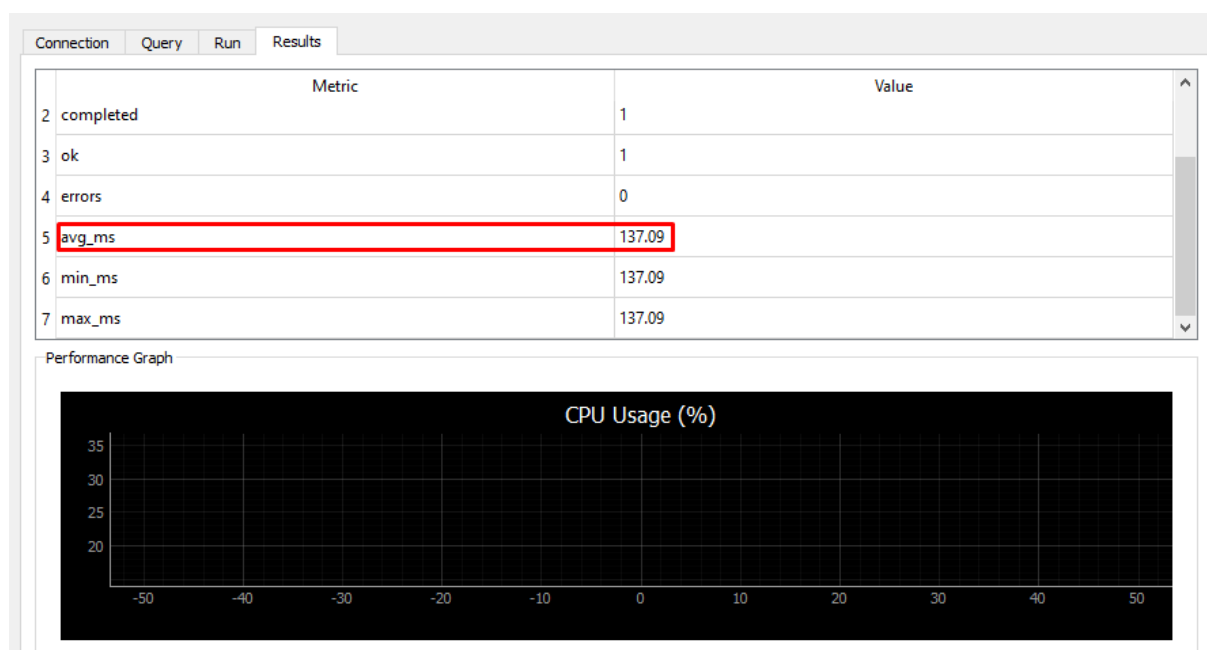 Connection Query Run Results
Metric Value
2 completed 1
3 ok 1
4 errors 0
5 avg_ms 137.09
6 min_ms 137.09
7 max_ms 137.09
Performance Graph
CPU Usage (%)
35
30
25
20
-50 -40 -30 -20 -10 0 10 20 30 40 50